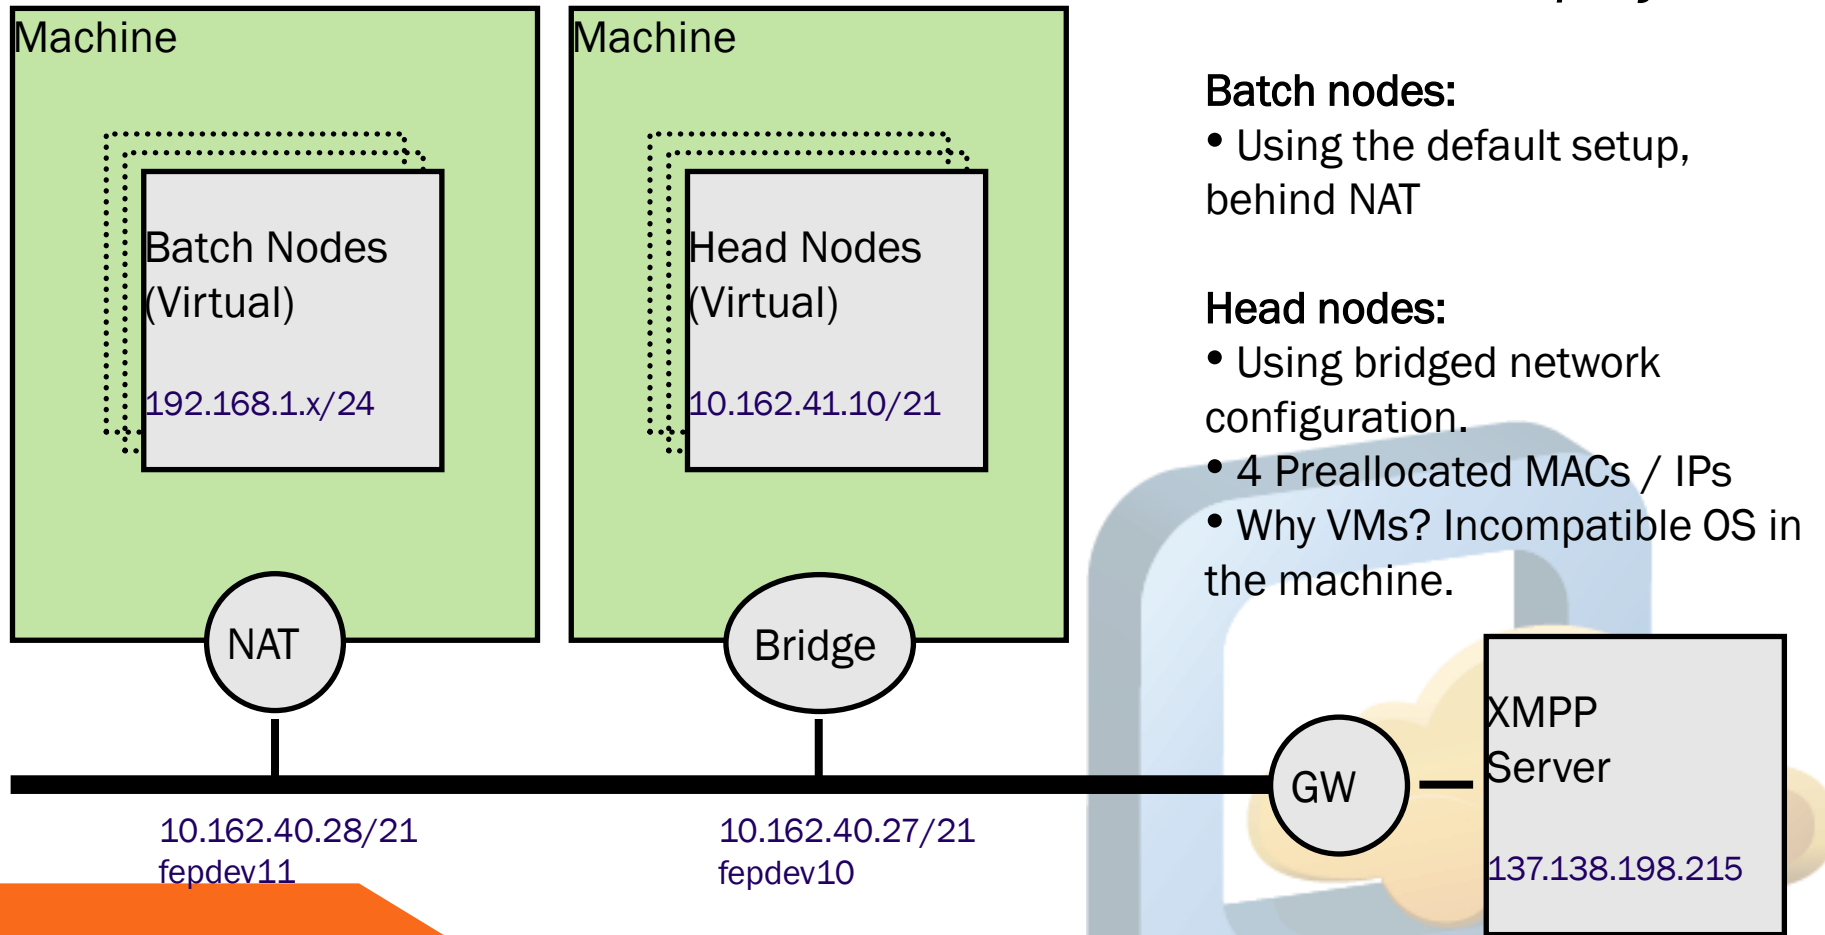 Machine
Batch Nodes
(Virtual)
192.168.1.x/24
NAT
10.162.40.28/21
fepdev11
Machine
Head Nodes
(Virtual)
10.162.41.10/21
Bridge
10.162.40.27/21
fepdev10
Batch nodes:
• Using the default setup,
behind NAT
Head nodes:
• Using bridged network
configuration.
• 4 Preallocated MACs / IPs
• Why VMs? Incompatible OS in
the machine.
GW
XMPP
Server
137.138.198.215